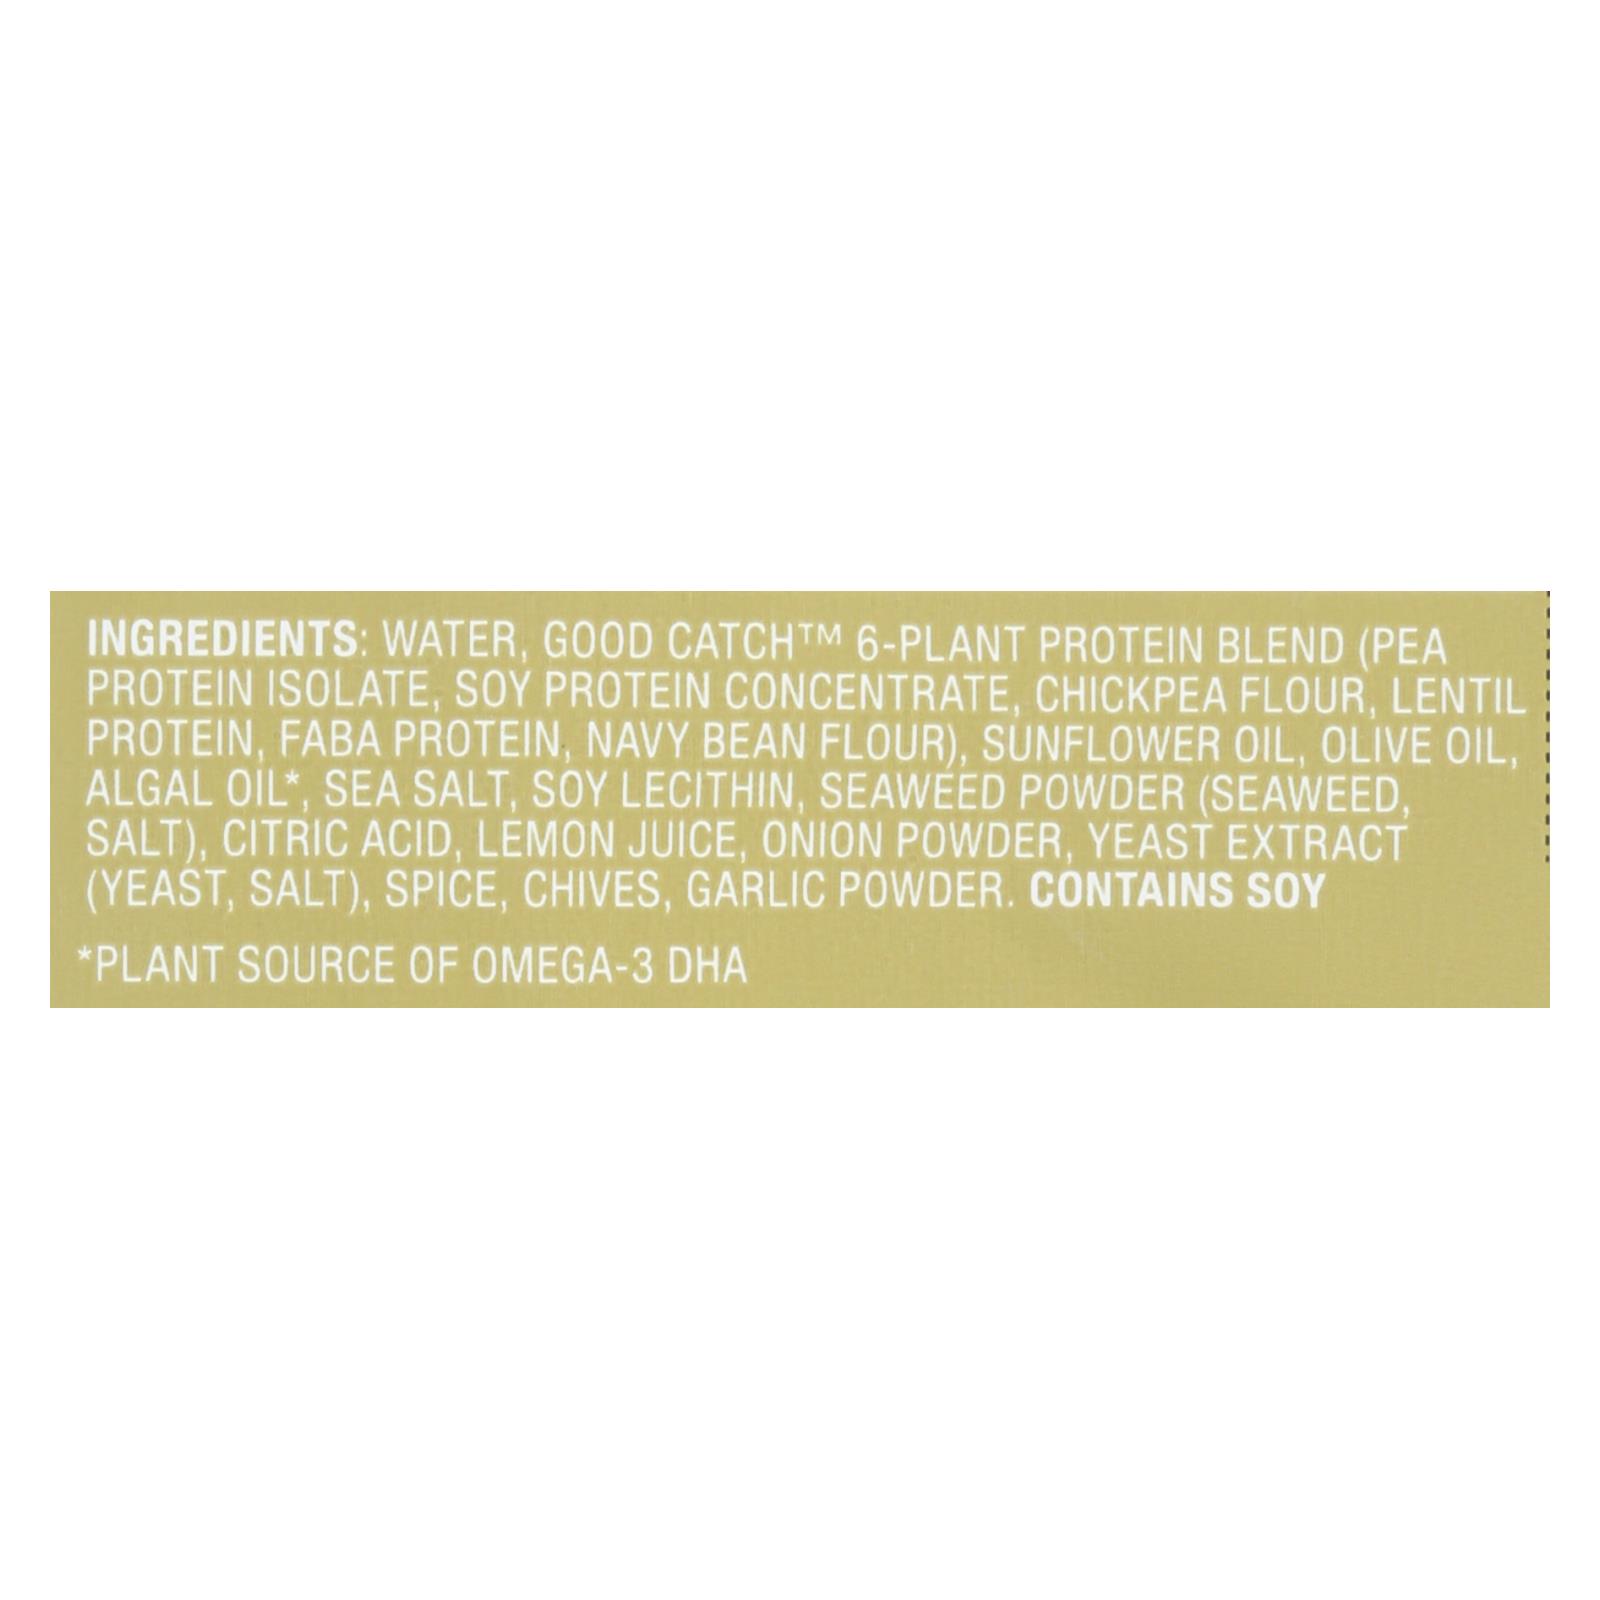 INGREDIENTS: WATER, GOOD CATCH™ 6-PLANT PROTEIN BLEND (PEA
PROTEIN ISOLATE, SOY PROTEIN CONCENTRATE, CHICKPEA FLOUR, LENTIL
PROTEIN, FABA PROTEIN, NAVY BEAN FLOUR), SUNFLOWER OIL, OLIVE OIL,
ALGAL OIL*, SEA SALT, SOY LECITHIN, SEAWEED POWDER (SEAWEED,
SALT), CITRIC ACID, LEMON JUICE, ONION POWDER, YEAST EXTRACT
(YEAST, SALT), SPICE, CHIVES, GARLIC POWDER. CONTAINS SOY
*PLANT SOURCE OF OMEGA-3 DHA